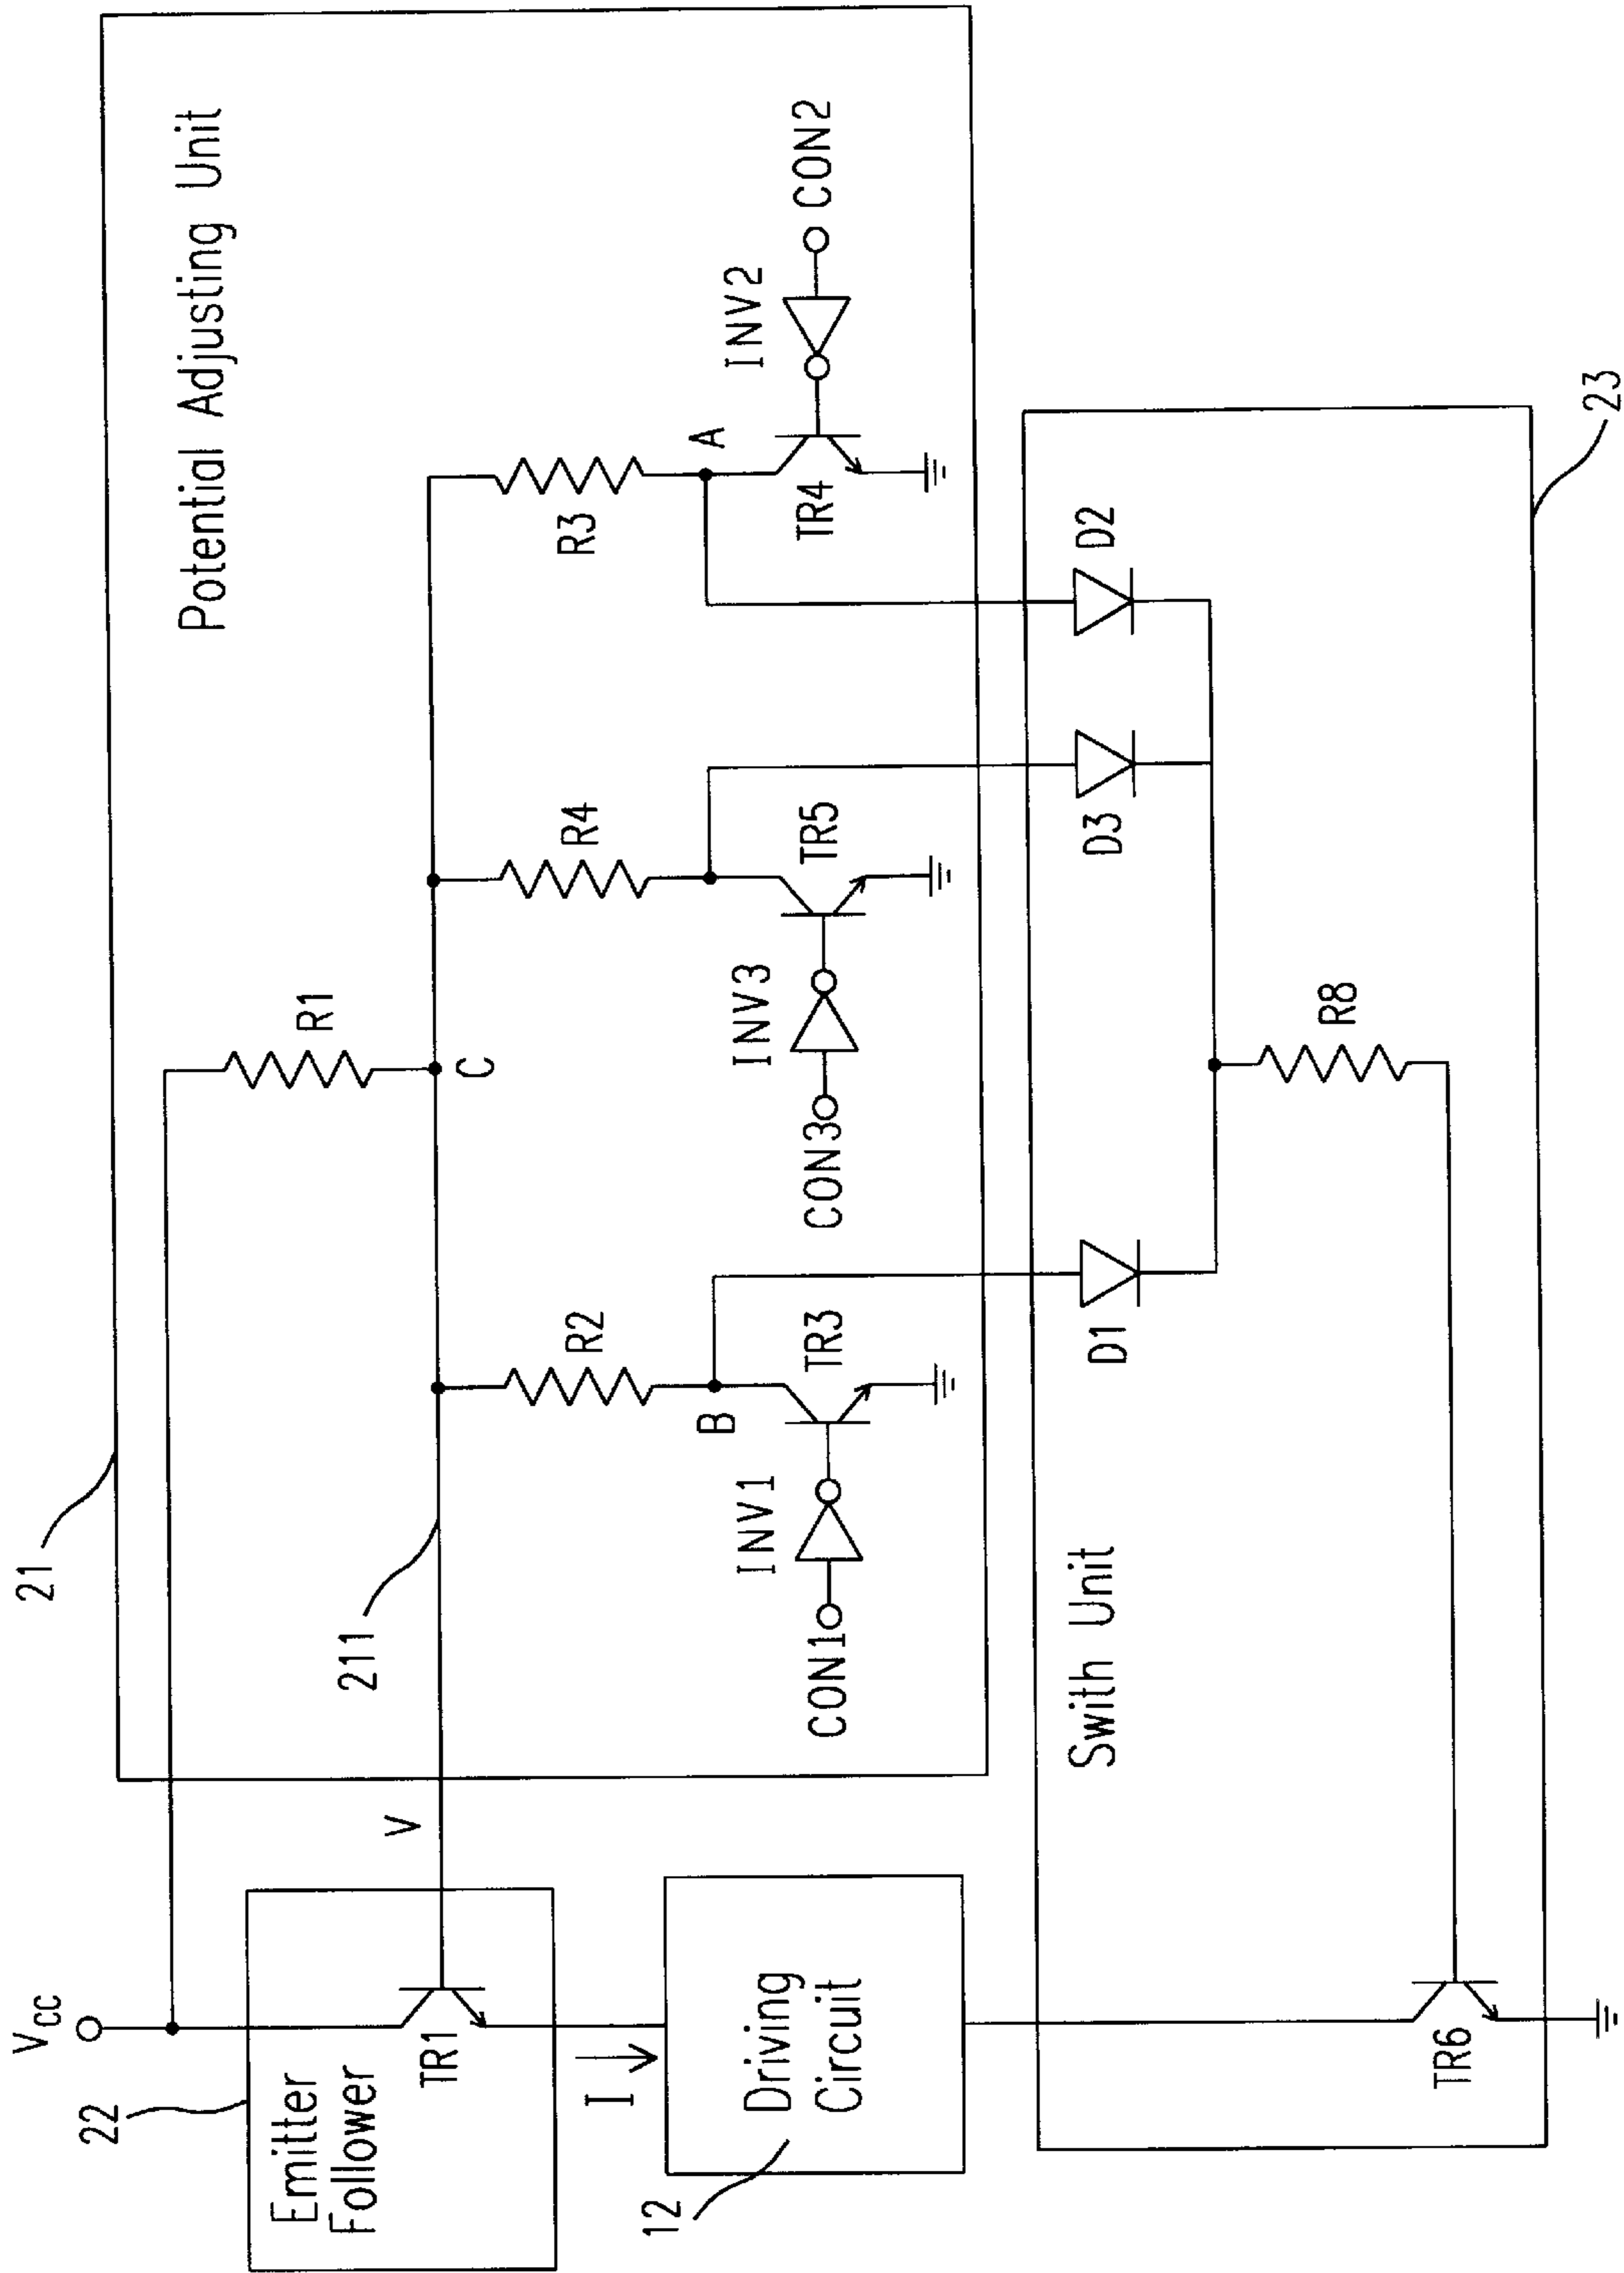 21
Potential Adjusting Unit
V
CC
22
Emitter
Follower
TR1
V
211
R1
C
R2
R4
R3
B
A
INV1
INV3
INV2
CON1
TR3
CON3
TR5
TR4
CON2
I
12
Driving
Circuit
Swith Unit
D1
D3
D2
R8
TR6
23